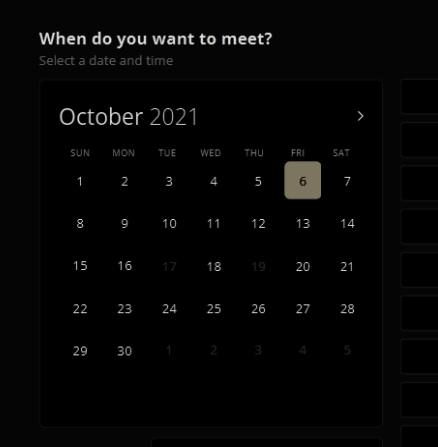 When do you want to meet?
Select a date and time
October 2021
SUN MON TUE WED THU FRI SAT
1 2 3 4 5 6 7
8 9 10 11 12 13 14
15 16 17 18 19 20 21
22 23 24 25 26 27 28
29 30 1 2 3 4 5